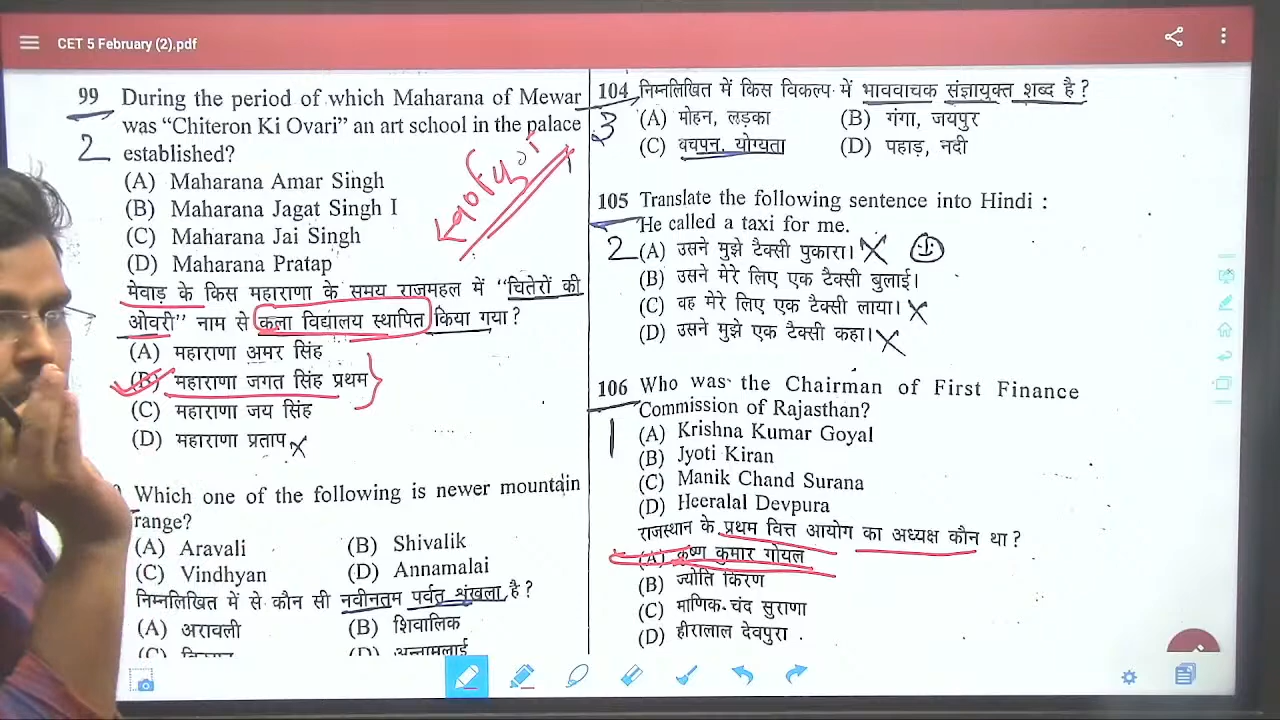 CET 5 February (2).pdf
99 During the period of which Maharana of Mewar
was “Chiteron Ki Ovari” an art school in the palace
2 established?
(A) Maharana Amar Singh
(B) Maharana Jagat Singh I
(C) Maharana Jai Singh
(D) Maharana Pratap
मेवाड़ के किस महाराणा के समय राजमहल में “चितेरों की
ओवरी” नाम से कला विद्यालय स्थापित किया गया?
(A) महाराणा अमर सिंह
(B) महाराणा जगत सिंह प्रथम
(C) महाराणा जय सिंह
(D) महाराणा प्रताप
Which one of the following is newer mountain
range?
(A) Aravali (B) Shivalik
(C) Vindhyan (D) Annamalai
निम्नलिखित में से कौन सी नवीनतम पर्वत शृंखला है?
(A) अरावली (B) शिवालिक
(D) अन्नामलाई
104 निम्नलिखित में किस विकल्प में भाववाचक संज्ञायुक्त शब्द है?
3 (A) मोहन, लड़का (B) गंगा, जयपुर
(C) बचपन, योग्यता (D) पहाड़, नदी
105 Translate the following sentence into Hindi :
He called a taxi for me.
2 (A) उसने मुझे टैक्सी पुकारा।
(B) उसने मेरे लिए एक टैक्सी बुलाई।
(C) वह मेरे लिए एक टैक्सी लाया।
(D) उसने मुझे एक टैक्सी कहा।
106 Who was the Chairman of First Finance
Commission of Rajasthan?
1 (A) Krishna Kumar Goyal
(B) Jyoti Kiran
(C) Manik Chand Surana
(D) Heeralal Devpura
राजस्थान के प्रथम वित्त आयोग का अध्यक्ष कौन था?
(A) कृष्ण कुमार गोयल
(B) ज्योति किरण
(C) माणिक चंद सुराणा
(D) हीरालाल देवपुरा